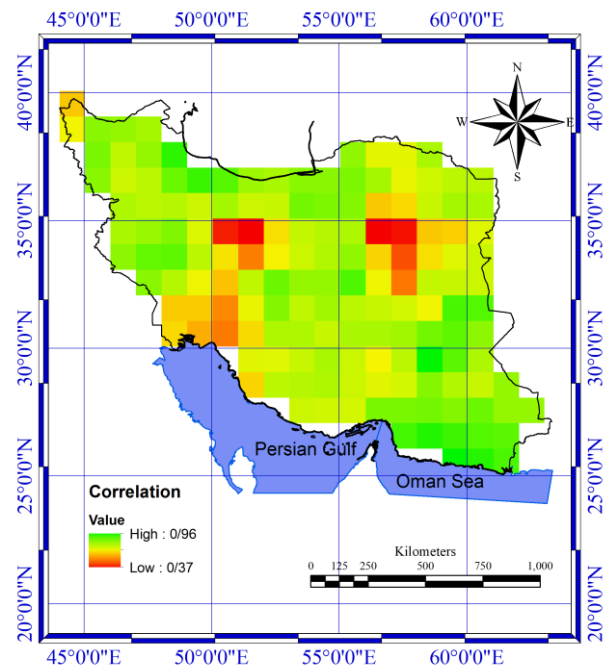 45°0'0"E 50°0'0"E 55°0'0"E 60°0'0"E
N
W E
S
40°0'0"N 40°0'0"N
35°0'0"N 35°0'0"N
30°0'0"N 30°0'0"N
25°0'0"N 25°0'0"N
20°0'0"N 20°0'0"N
Persian Gulf
Oman Sea
Correlation
Value
High : 0/96
Low : 0/37
Kilometers
0 125 250 500 750 1,000
45°0'0"E 50°0'0"E 55°0'0"E 60°0'0"E